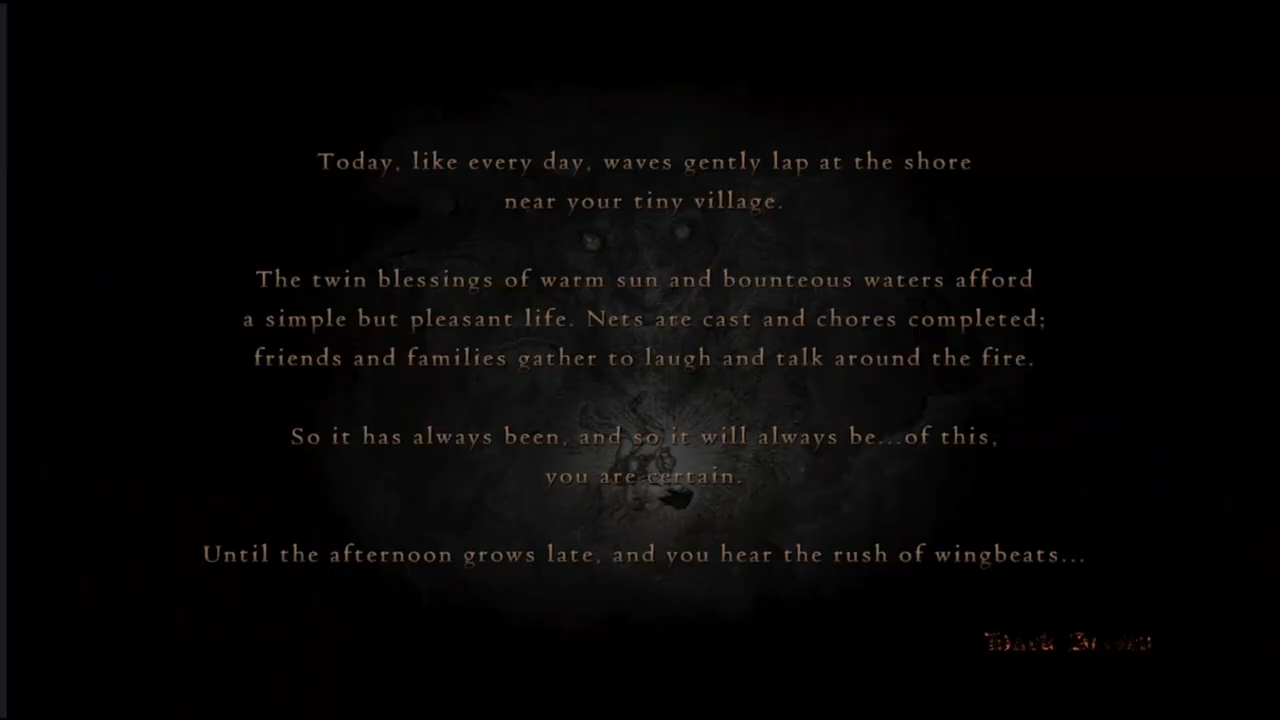 Today, like every day, waves gently lap at the shore
near your tiny village.
The twin blessings of warm sun and bounteous waters afford
a simple but pleasant life. Nets are cast and chores completed;
friends and families gather to laugh and talk around the fire.
So it has always been, and so it will always be...of this,
you are certain.
Until the afternoon grows late, and you hear the rush of wingbeats...
Dark